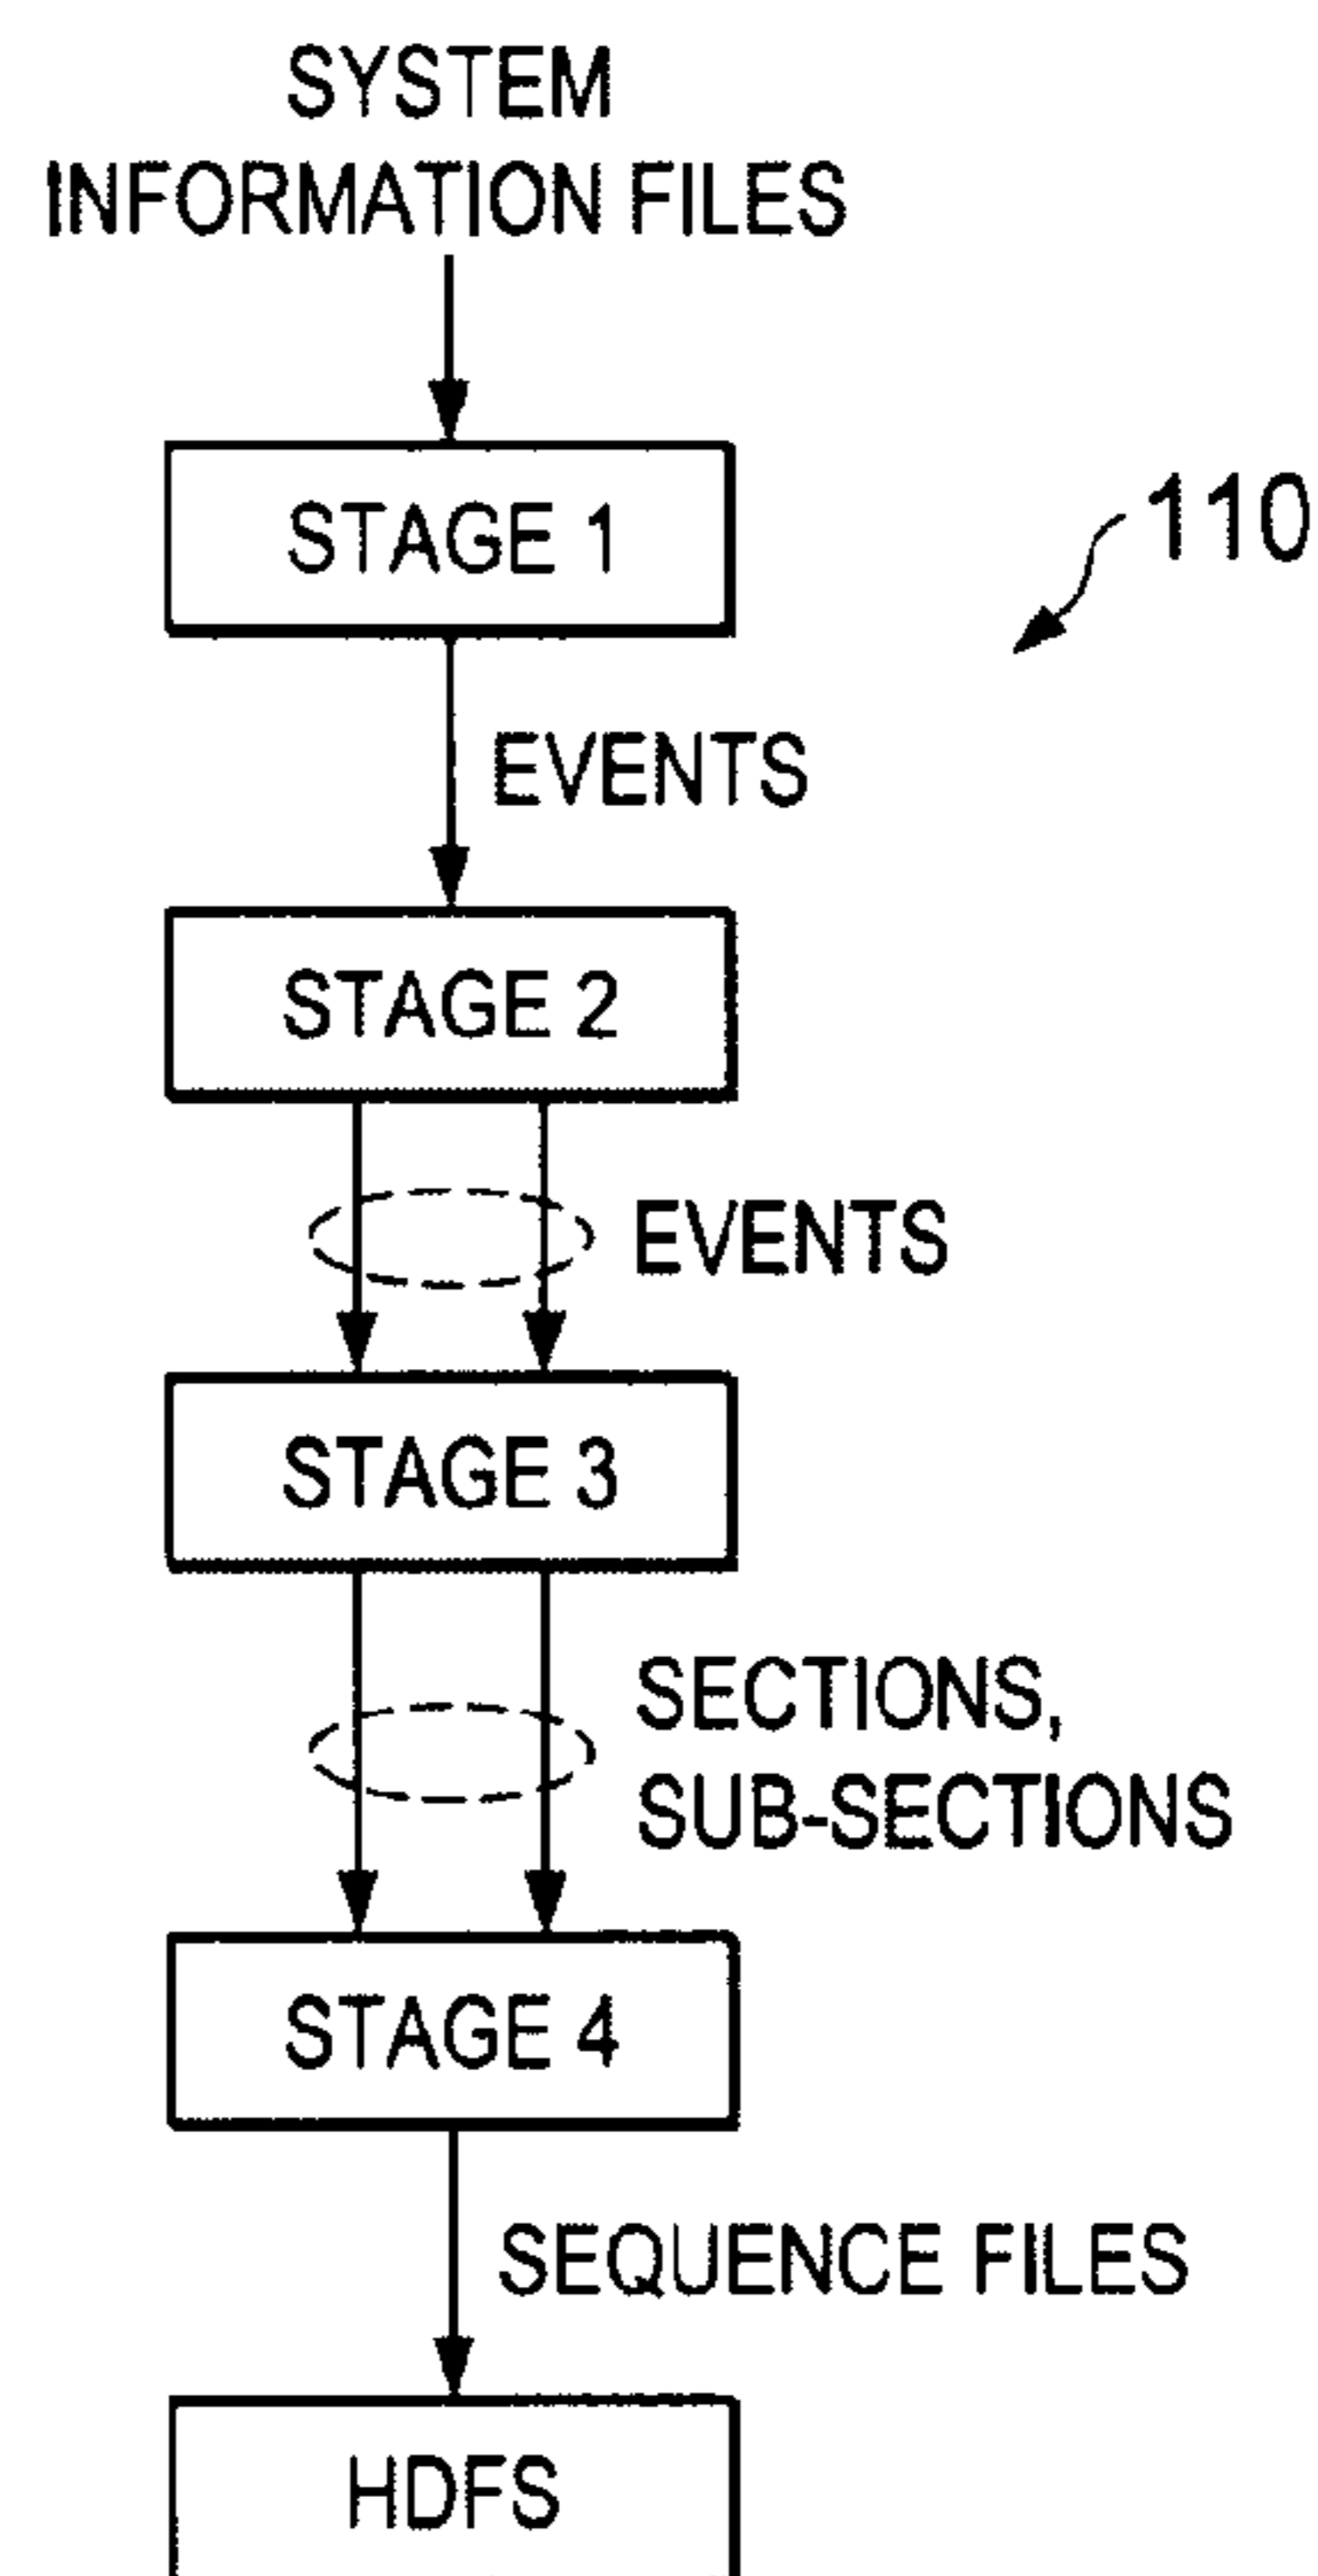 SYSTEM
INFORMATION FILES
STAGE 1
110
EVENTS
STAGE 2
EVENTS
STAGE 3
SECTIONS,
SUB-SECTIONS
STAGE 4
SEQUENCE FILES
HDFS